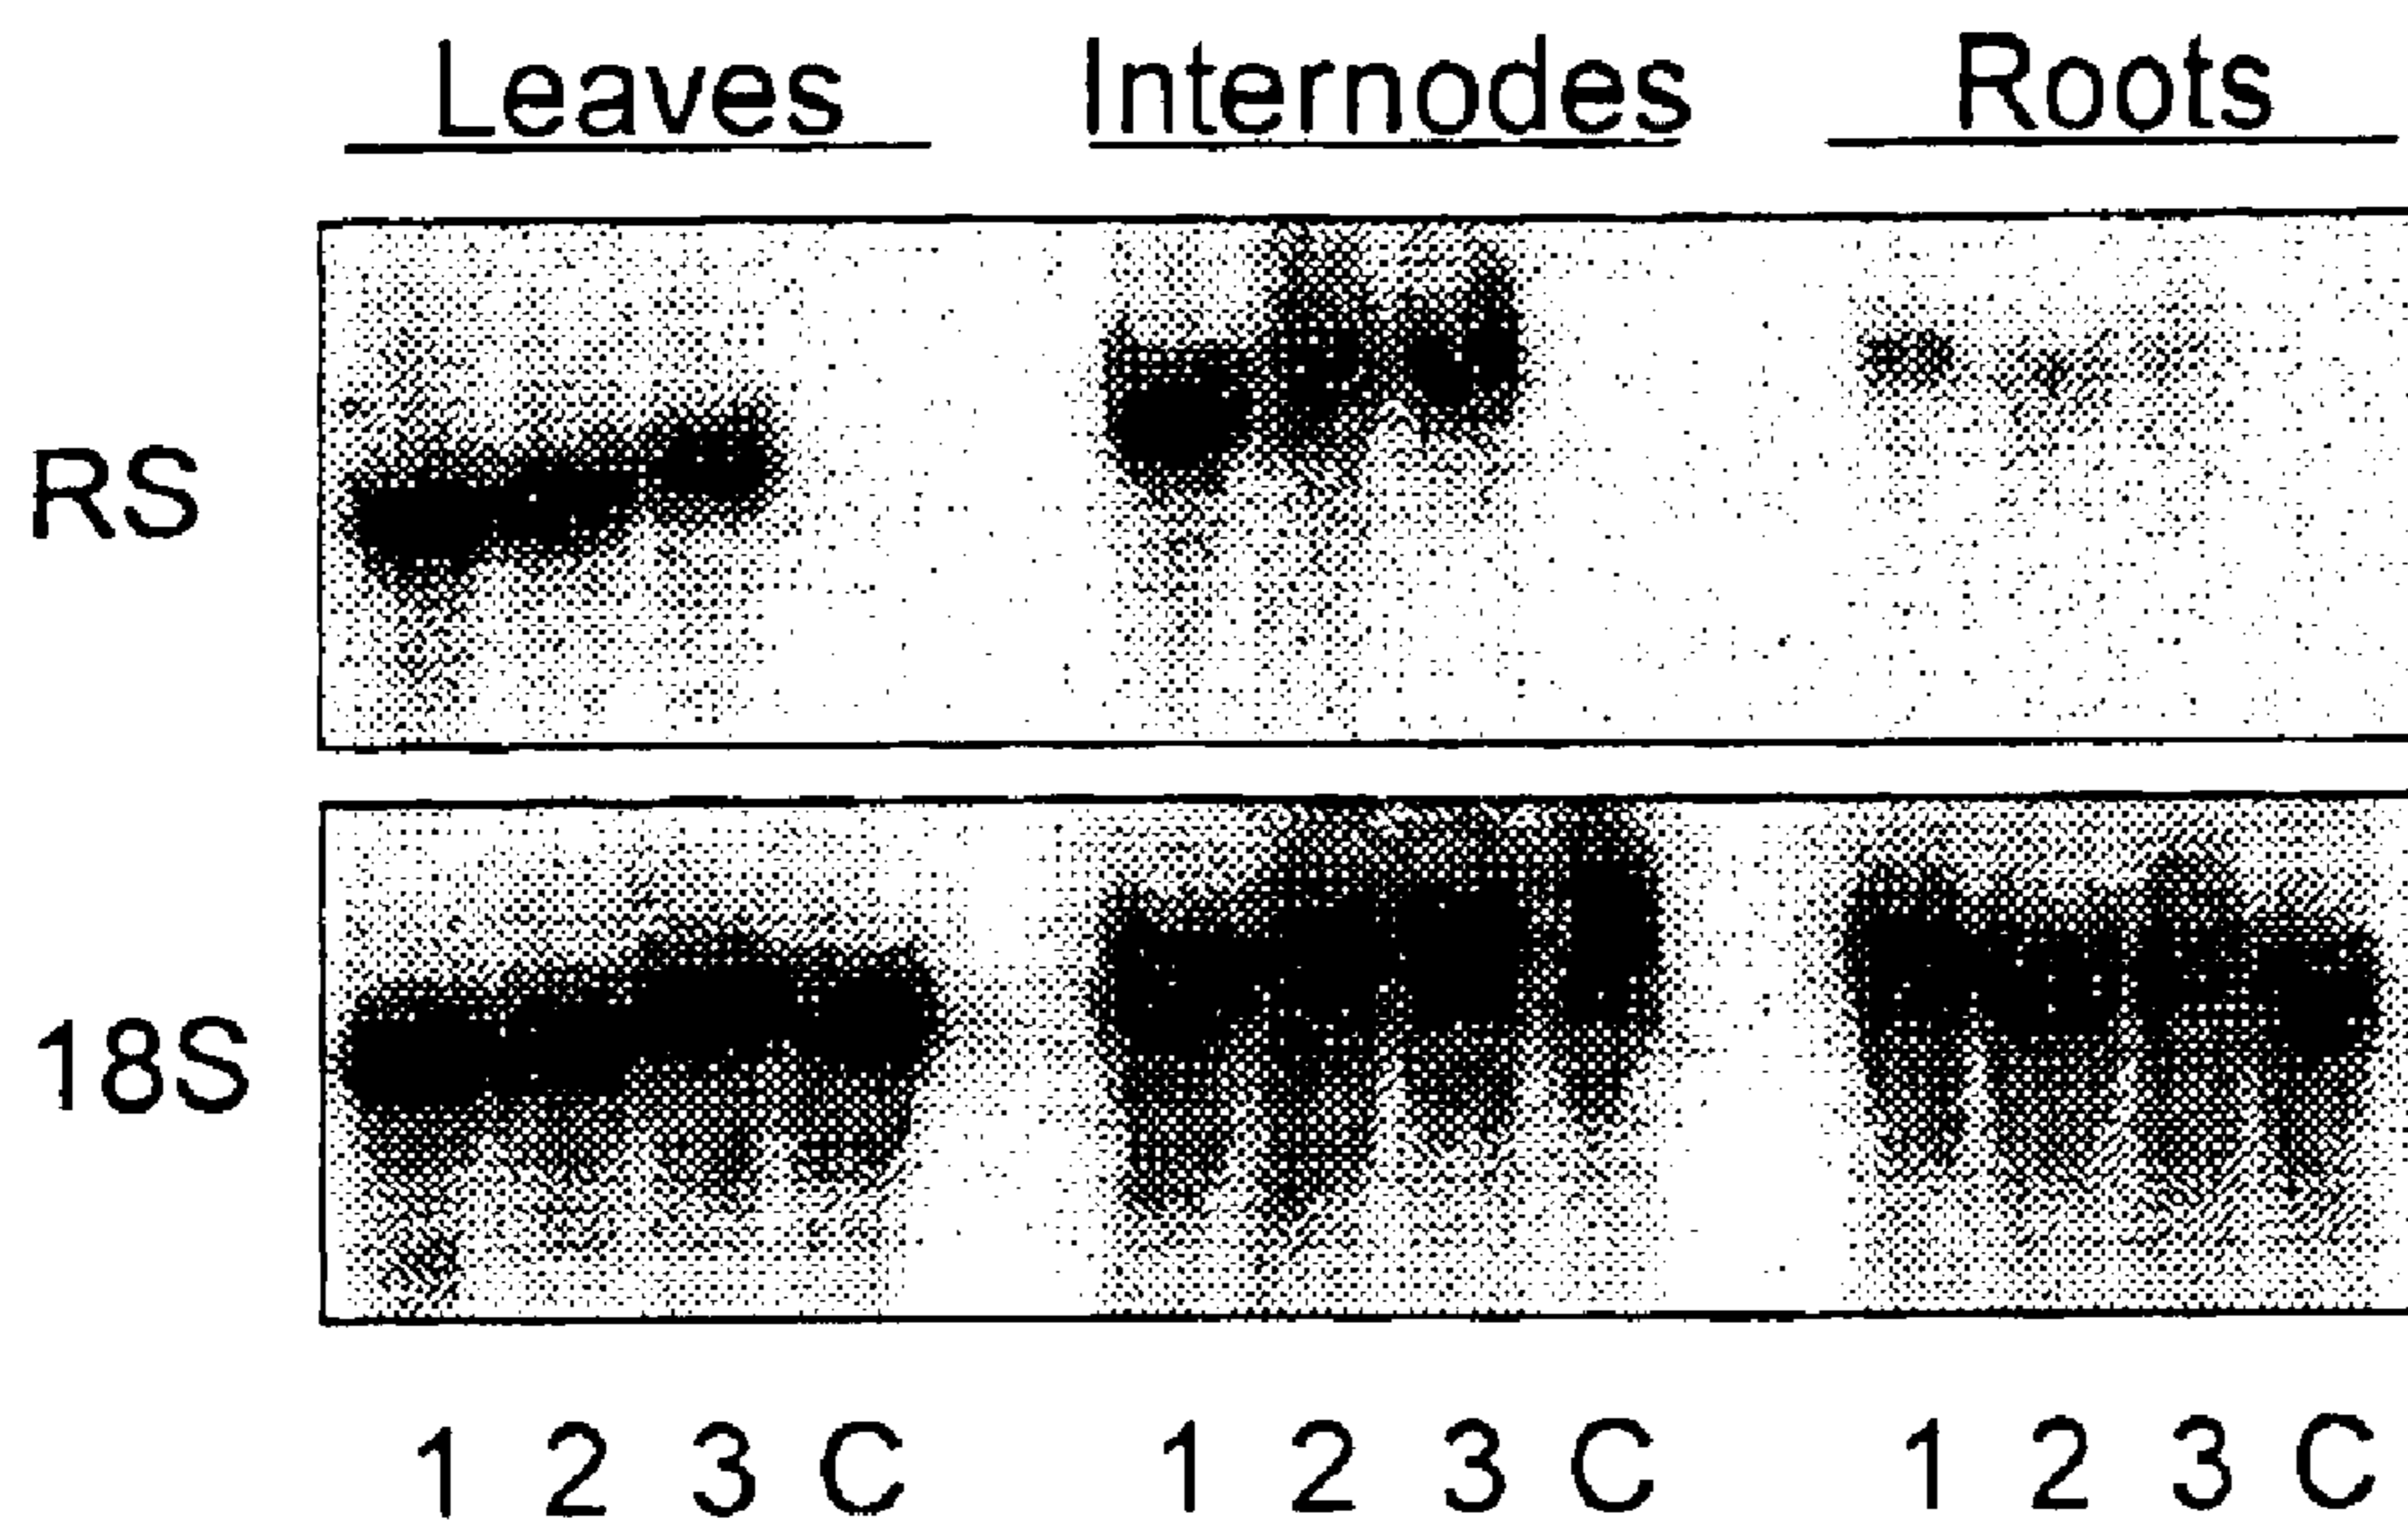 Leaves Internodes Roots
RS
18S
1 2 3 C 1 2 3 C 1 2 3 C